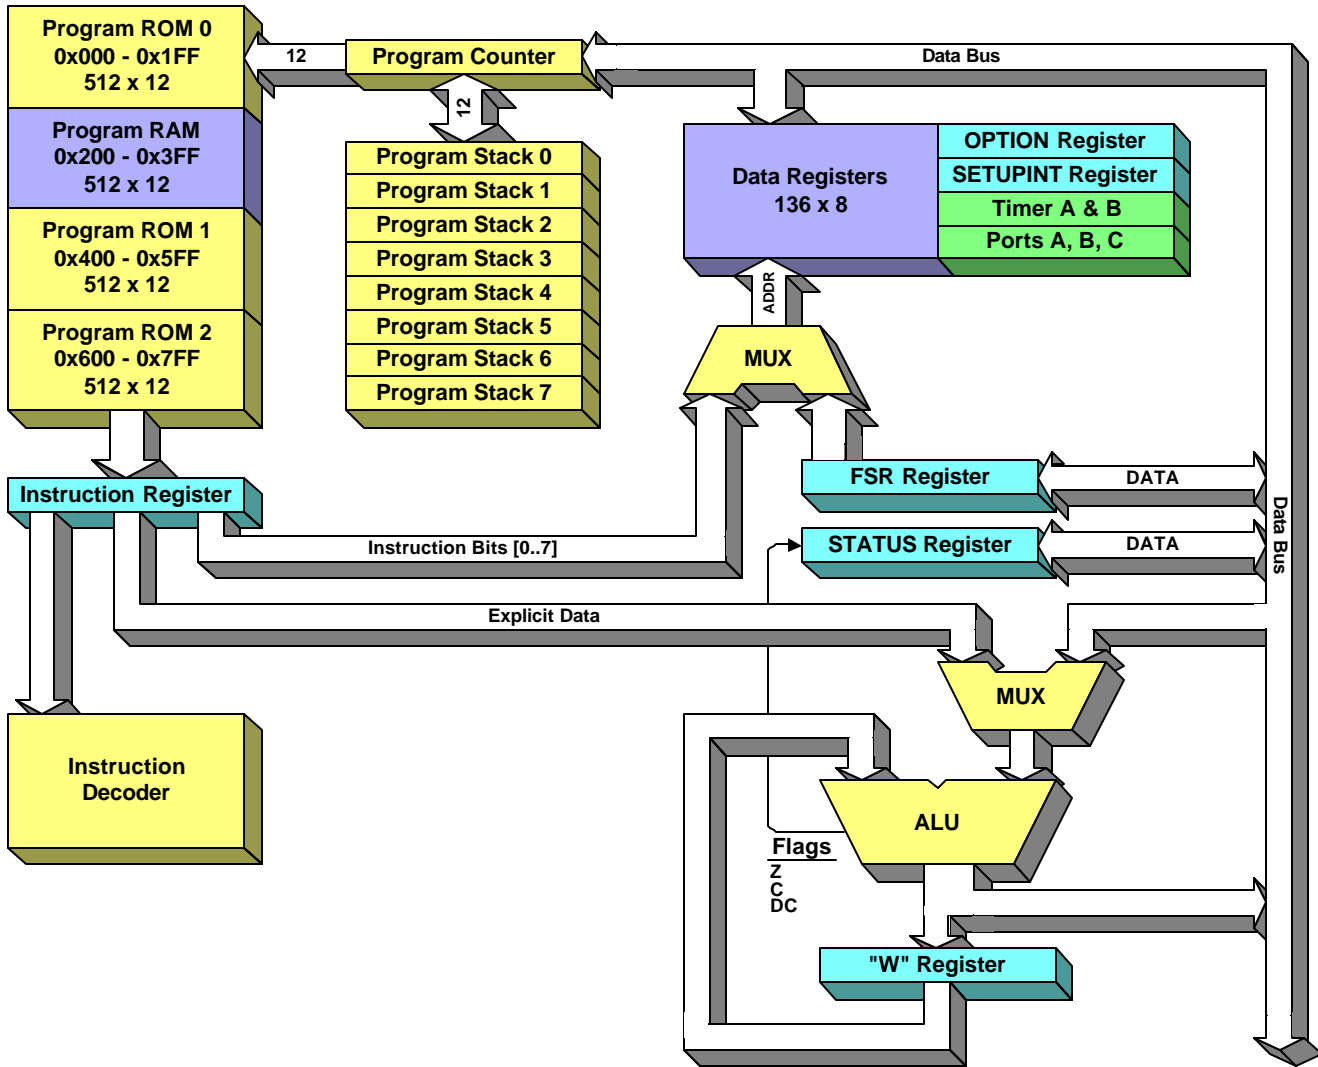 Program ROM 0
0x000 - 0x1FF
512 x 12
Program RAM
0x200 - 0x3FF
512 x 12
Program ROM 1
0x400 - 0x5FF
512 x 12
Program ROM 2
0x600 - 0x7FF
512 x 12
12
Program Counter
12
Program Stack 0
Program Stack 1
Program Stack 2
Program Stack 3
Program Stack 4
Program Stack 5
Program Stack 6
Program Stack 7
Data Bus
Data Registers
136 x 8
OPTION Register
SETUPINT Register
Timer A & B
Ports A, B, C
ADDR
MUX
Instruction Register
FSR Register
DATA
Instruction Bits [0..7]
STATUS Register
DATA
Data Bus
Explicit Data
MUX
Instruction
Decoder
ALU
Flags
Z
C
DC
"W" Register